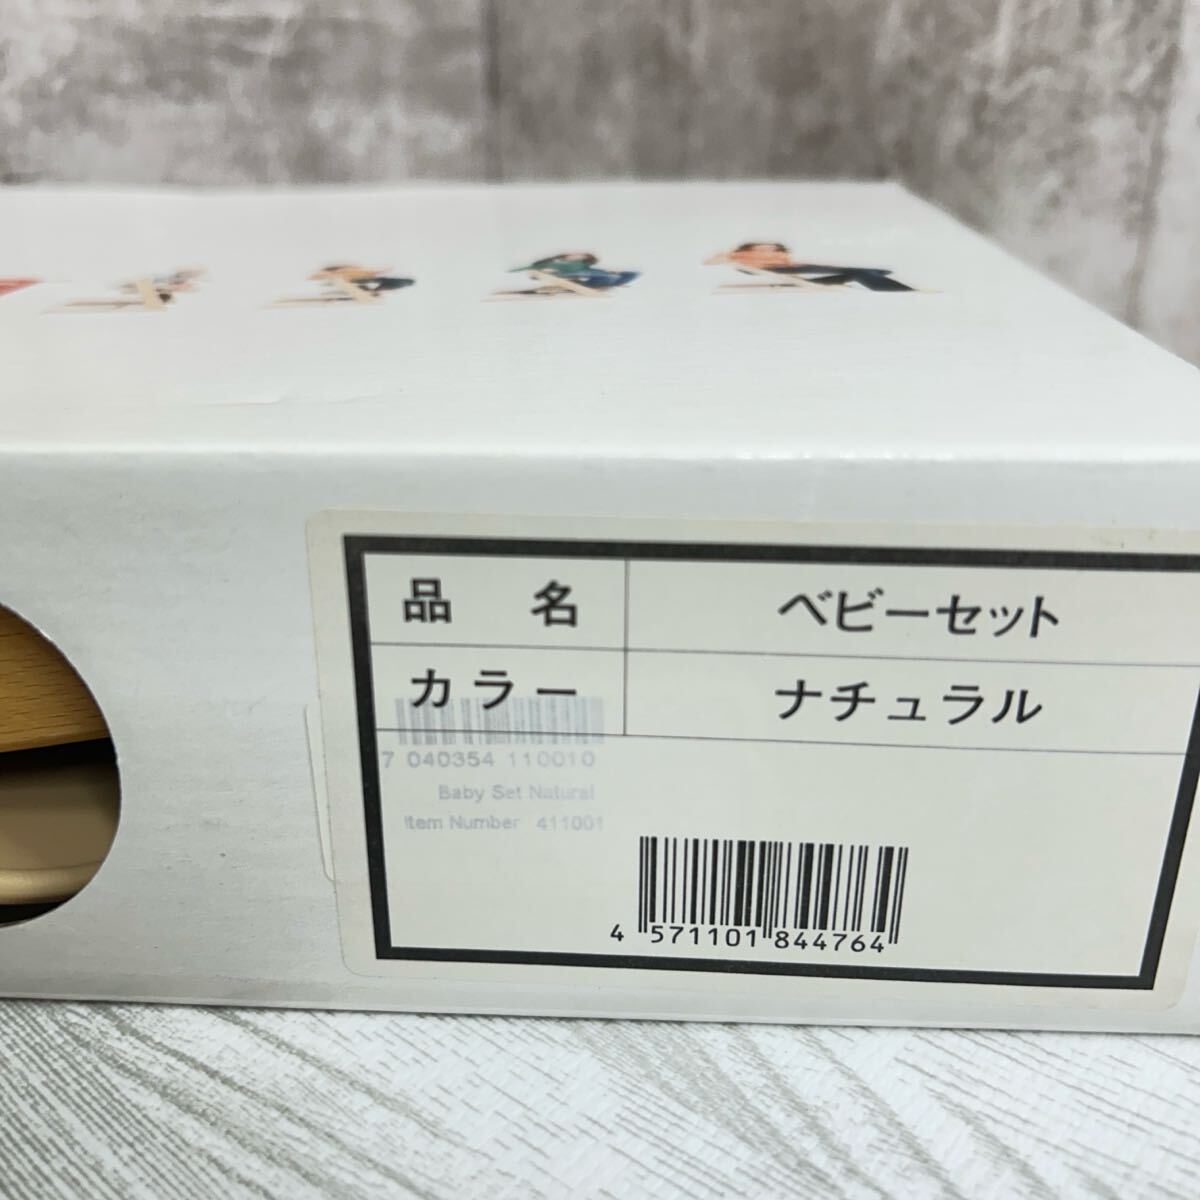 品名 ベビーセット
カラー ナチュラル
7 040354 110010
Baby Set Natural
Item Number 411001
4 571101 844764